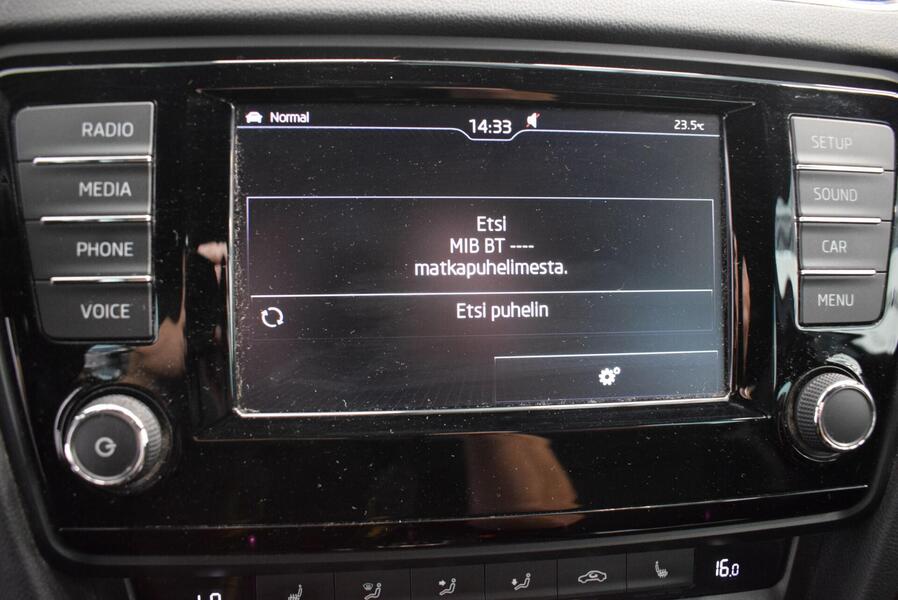 Normal
14:33
23.5°C
RADIO
MEDIA
PHONE
VOICE
Etsi
MIB BT ----
matkapuhelimesta.
Etsi puhelin
SETUP
SOUND
CAR
MENU
16.0